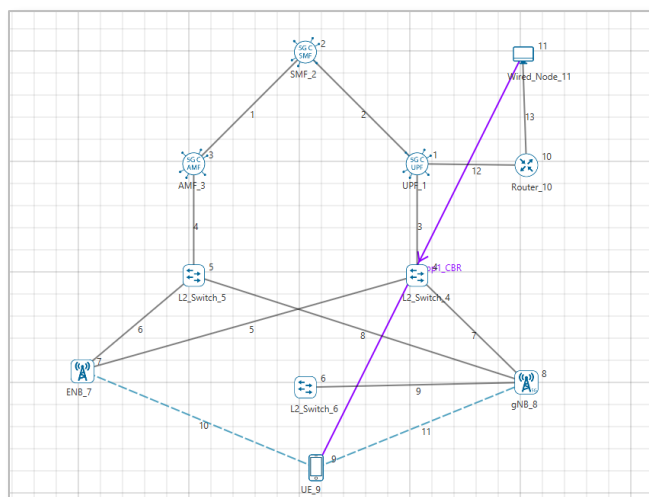 5G C
SMF
2
SMF_2
11
Wired_Node_11
1
2
13
5G C
AMF
3
AMF_3
5G C
UPF
1
UPF_1
12
10
Router_10
4
3
5
L2_Switch_5
4
L2_Switch_4
6
5
8
7
7
ENB_7
6
L2_Switch_6
9
8
gNB_8
10
11
9
UE_9